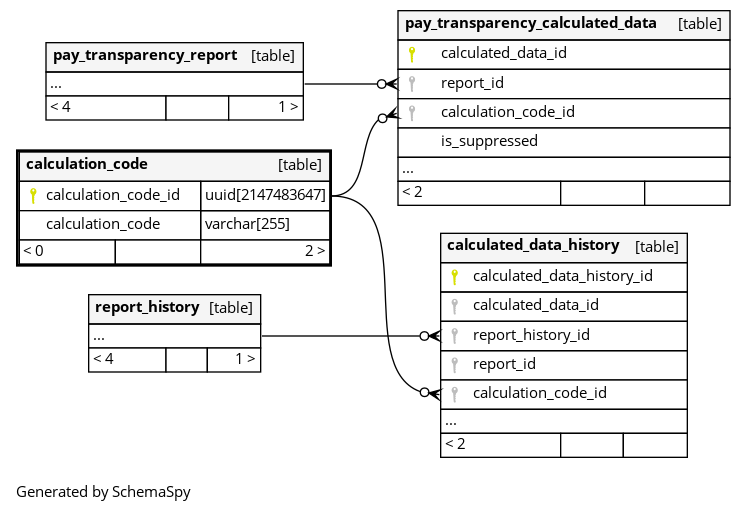 pay_transparency_report [table]
...
< 4 1 >
calculation_code [table]
calculation_code_id uuid[2147483647]
calculation_code varchar[255]
< 0 2 >
report_history [table]
...
< 4 1 >
pay_transparency_calculated_data [table]
calculated_data_id
report_id
calculation_code_id
is_suppressed
...
< 2
calculated_data_history [table]
calculated_data_history_id
calculated_data_id
report_history_id
report_id
calculation_code_id
...
< 2
Generated by SchemaSpy